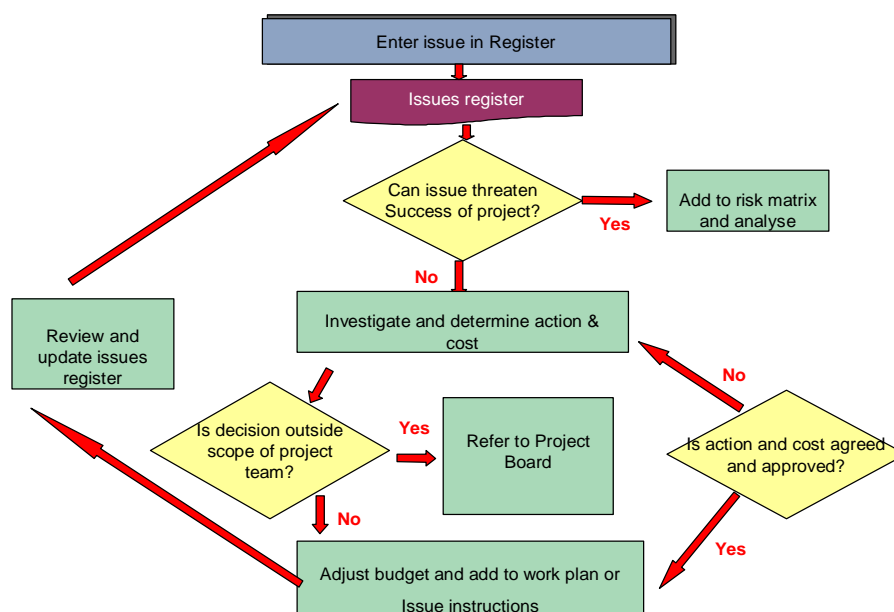 Enter issue in Register
Issues register
Can issue threaten
Success of project?
Yes
Add to risk matrix
and analyse
No
Investigate and determine action &
cost
Review and
update issues
register
No
Is decision outside
scope of project
team?
Yes
Refer to Project
Board
Is action and cost agreed
and approved?
No
Yes
Adjust budget and add to work plan or
Issue instructions